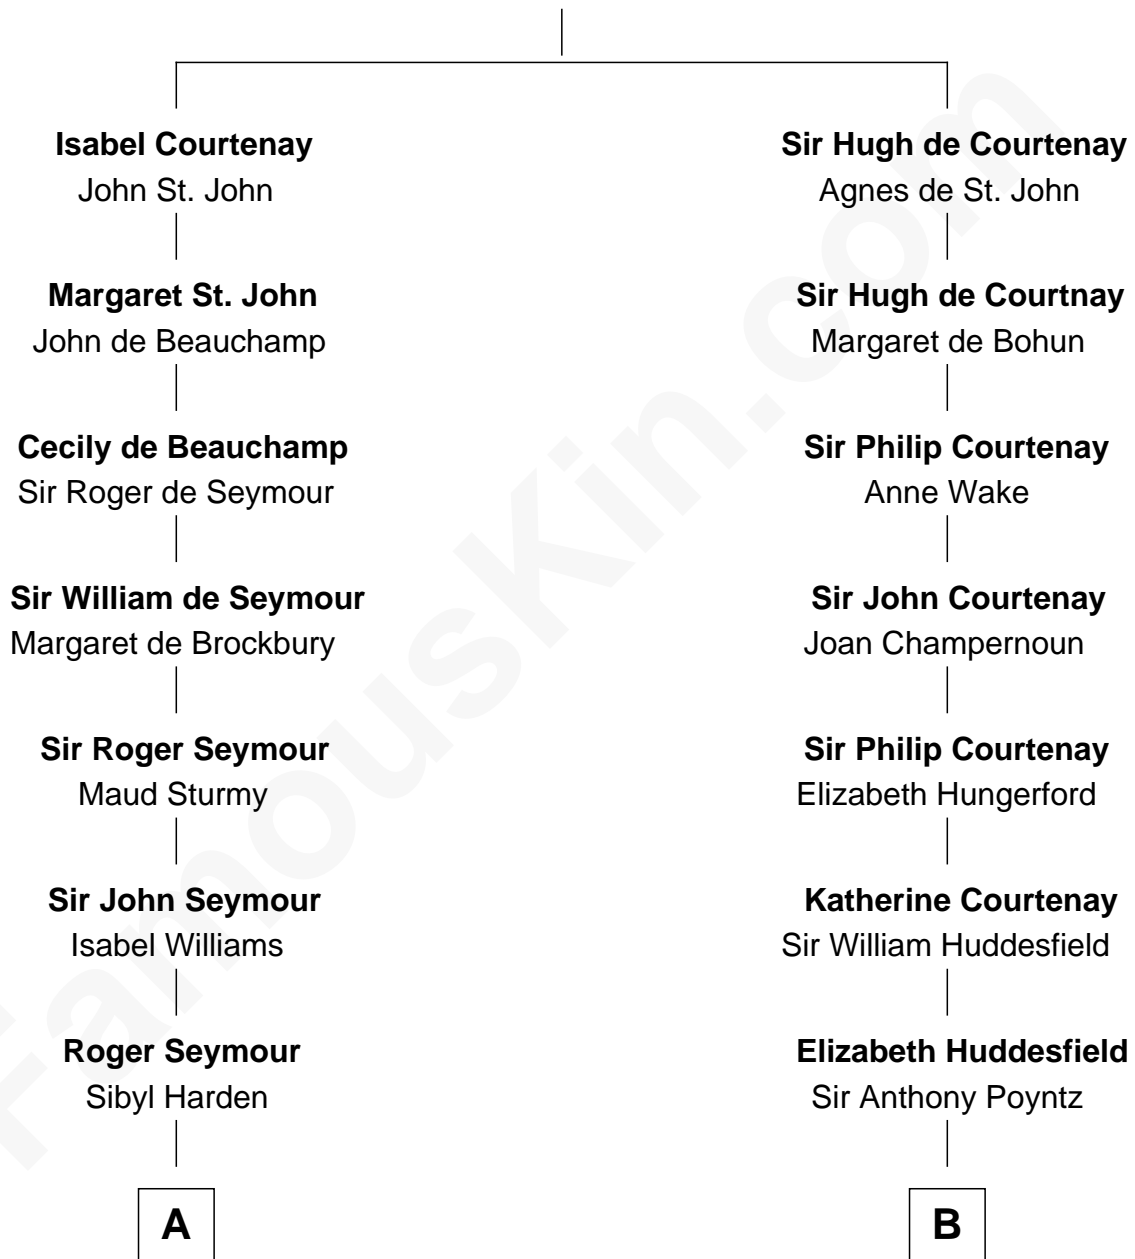 Isabel Courtenay
John St. John
Margaret St. John
John de Beauchamp
Cecily de Beauchamp
Sir Roger de Seymour
Sir William de Seymour
Margaret de Brockbury
Sir Roger Seymour
Maud Sturmy
Sir John Seymour
Isabel Williams
Roger Seymour
Sibyl Harden
A
Sir Hugh de Courtenay
Agnes de St. John
Sir Hugh de Courtnay
Margaret de Bohun
Sir Philip Courtenay
Anne Wake
Sir John Courtenay
Joan Champernoun
Sir Philip Courtenay
Elizabeth Hungerford
Katherine Courtenay
Sir William Huddesfield
Elizabeth Huddesfield
Sir Anthony Poyntz
B
FamousKin.com